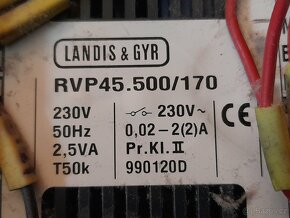 LANDIS & GYR
RVP45.500/170
230V 230V~
50Hz 0,02-2(2)A
2,5VA Pr.Kl. II
T50k 990120D
CE